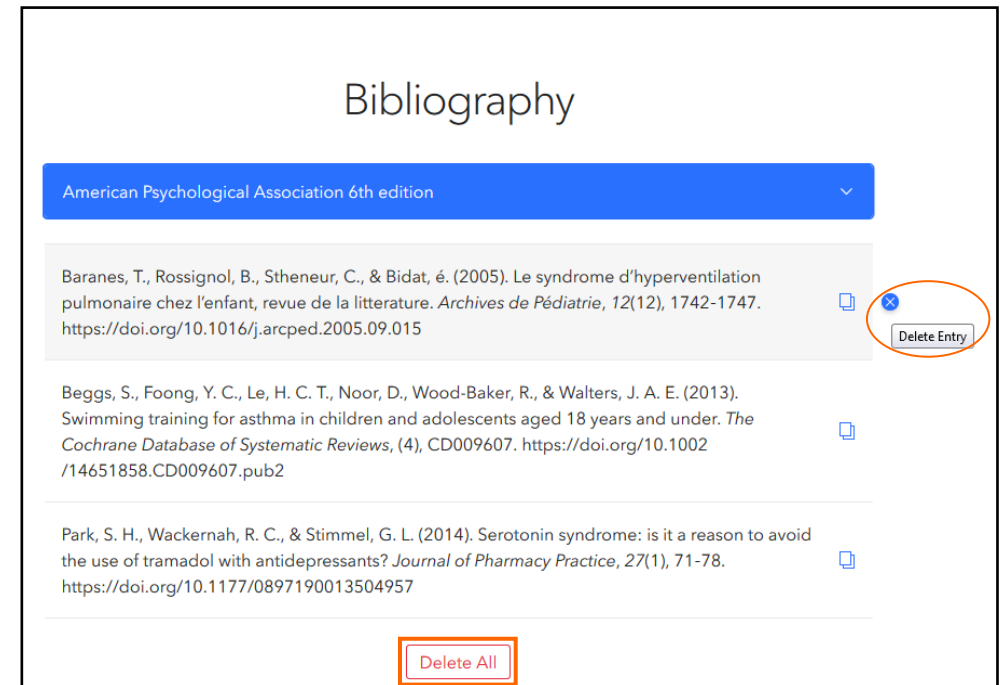 Bibliography
American Psychological Association 6th edition
Baranes, T., Rossignol, B., Stheneur, C., & Bidat, é. (2005). Le syndrome d’hyperventilation
pulmonaire chez l’enfant, revue de la litterature. Archives de Pédiatrie, 12(12), 1742-1747.
https://doi.org/10.1016/j.arcped.2005.09.015
Delete Entry
Beggs, S., Foong, Y. C., Le, H. C. T., Noor, D., Wood-Baker, R., & Walters, J. A. E. (2013).
Swimming training for asthma in children and adolescents aged 18 years and under. The
Cochrane Database of Systematic Reviews, (4), CD009607. https://doi.org/10.1002
/14651858.CD009607.pub2
Park, S. H., Wackernah, R. C., & Stimmel, G. L. (2014). Serotonin syndrome: is it a reason to avoid
the use of tramadol with antidepressants? Journal of Pharmacy Practice, 27(1), 71-78.
https://doi.org/10.1177/0897190013504957
Delete All